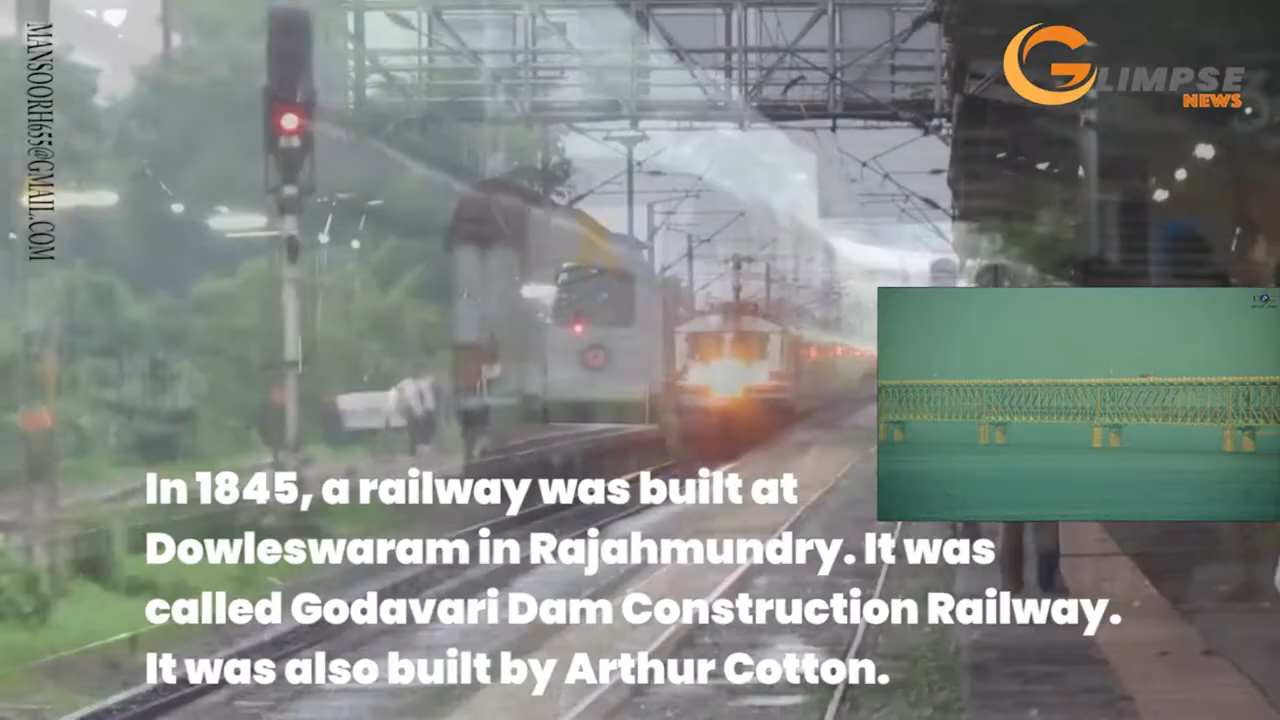 MANSOORH655@GMAIL.COM
GLIMPSE
NEWS
In 1845, a railway was built at
Dowleswaram in Rajahmundry. It was
called Godavari Dam Construction Railway.
It was also built by Arthur Cotton.